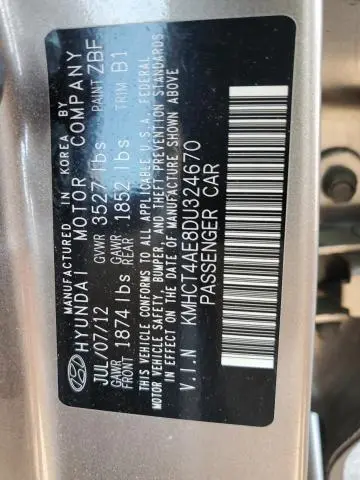 MANUFACTURED IN KOREA BY
HYUNDAI MOTOR COMPANY
JUL/07/12 GVWR 3527 lbs PAINT ZBF
GAWR FRONT 1874 lbs GAWR REAR 1852 lbs TRIM B1
THIS VEHICLE CONFORMS TO ALL APPLICABLE U.S.A. FEDERAL
MOTOR VEHICLE SAFETY, BUMPER, AND THEFT PREVENTION STANDARDS
IN EFFECT ON THE DATE OF MANUFACTURE SHOWN ABOVE
V.I.N KMHCT4AE8DU324670
PASSENGER CAR